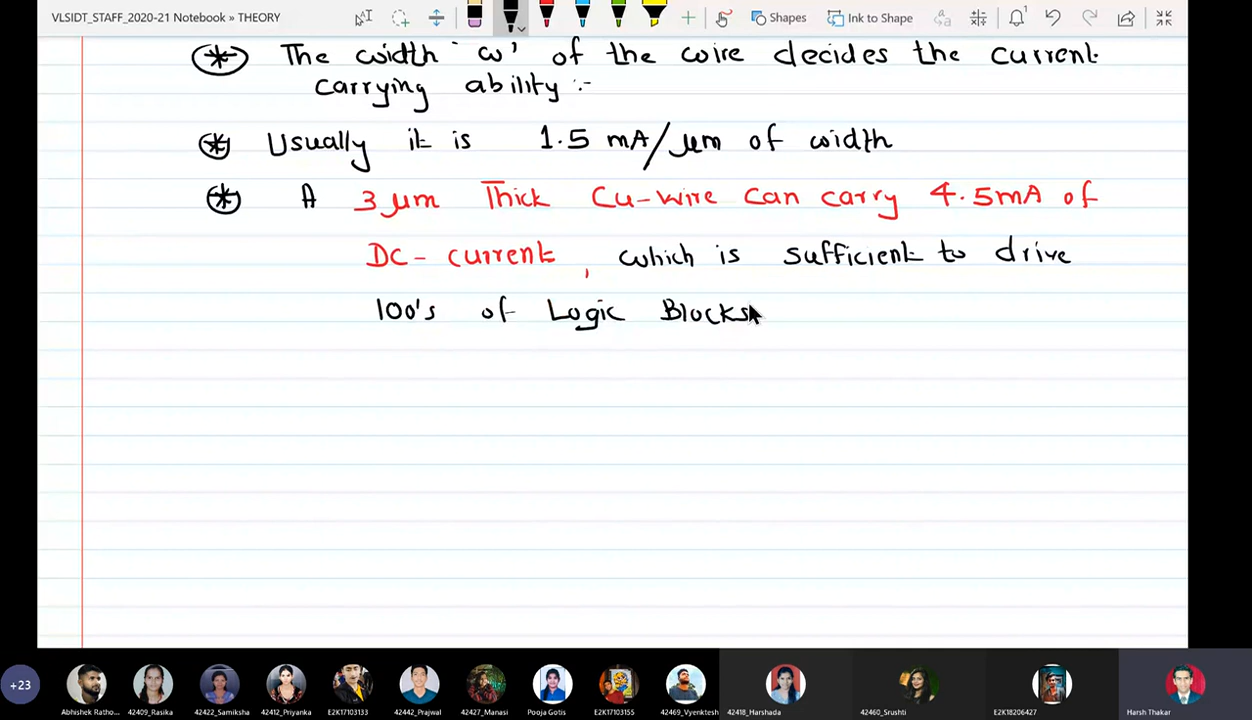 VLSIDT_STAFF_2020-21 Notebook » THEORY
Shapes
Ink to Shape
The width 'w' of the wire decides the current
carrying ability :-
Usually it is 1.5 mA/μm of width
A 3 μm Thick Cu-wire can carry 4.5mA of
DC- current, which is sufficient to drive
100's of Logic Blocks
+23
Abhishek Ratho...
42409_Rasika
42422_Samiksha
42412_Priyanka
E2K17103133
42442_Prajwal
42427_Manasi
Pooja Gotis
E2K17103155
42469_Vyenktesh
42418_Harshada
42460_Srushti
E2K18206427
Harsh Thakar